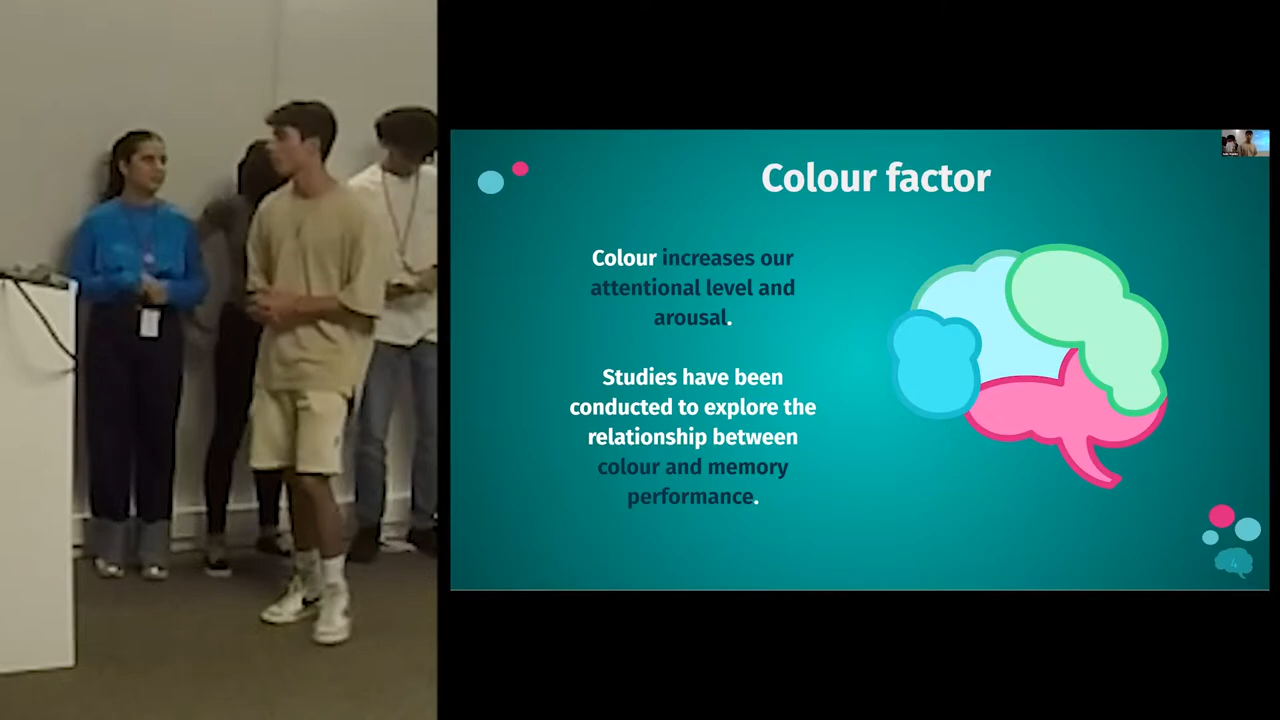 Colour factor
Colour increases our
attentional level and
arousal.
Studies have been
conducted to explore the
relationship between
colour and memory
performance.